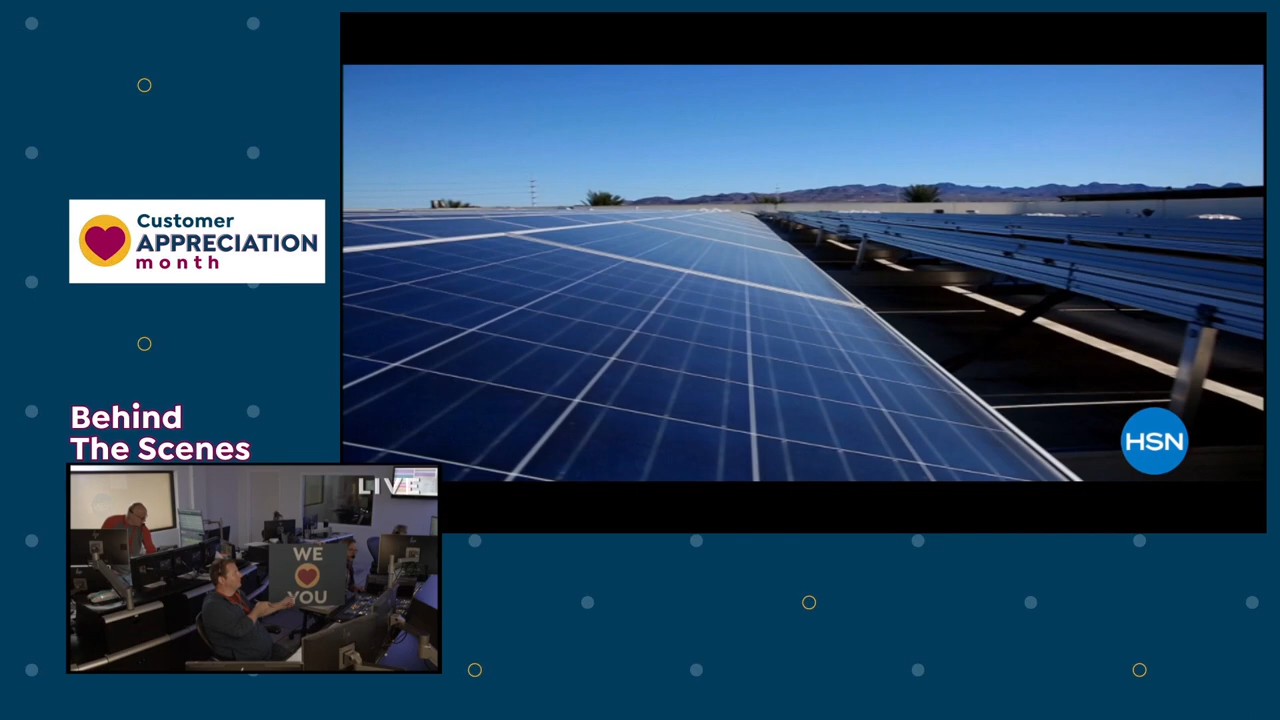 Customer
APPRECIATION
month
HSN
Behind
The Scenes
LIVE
WE
YOU